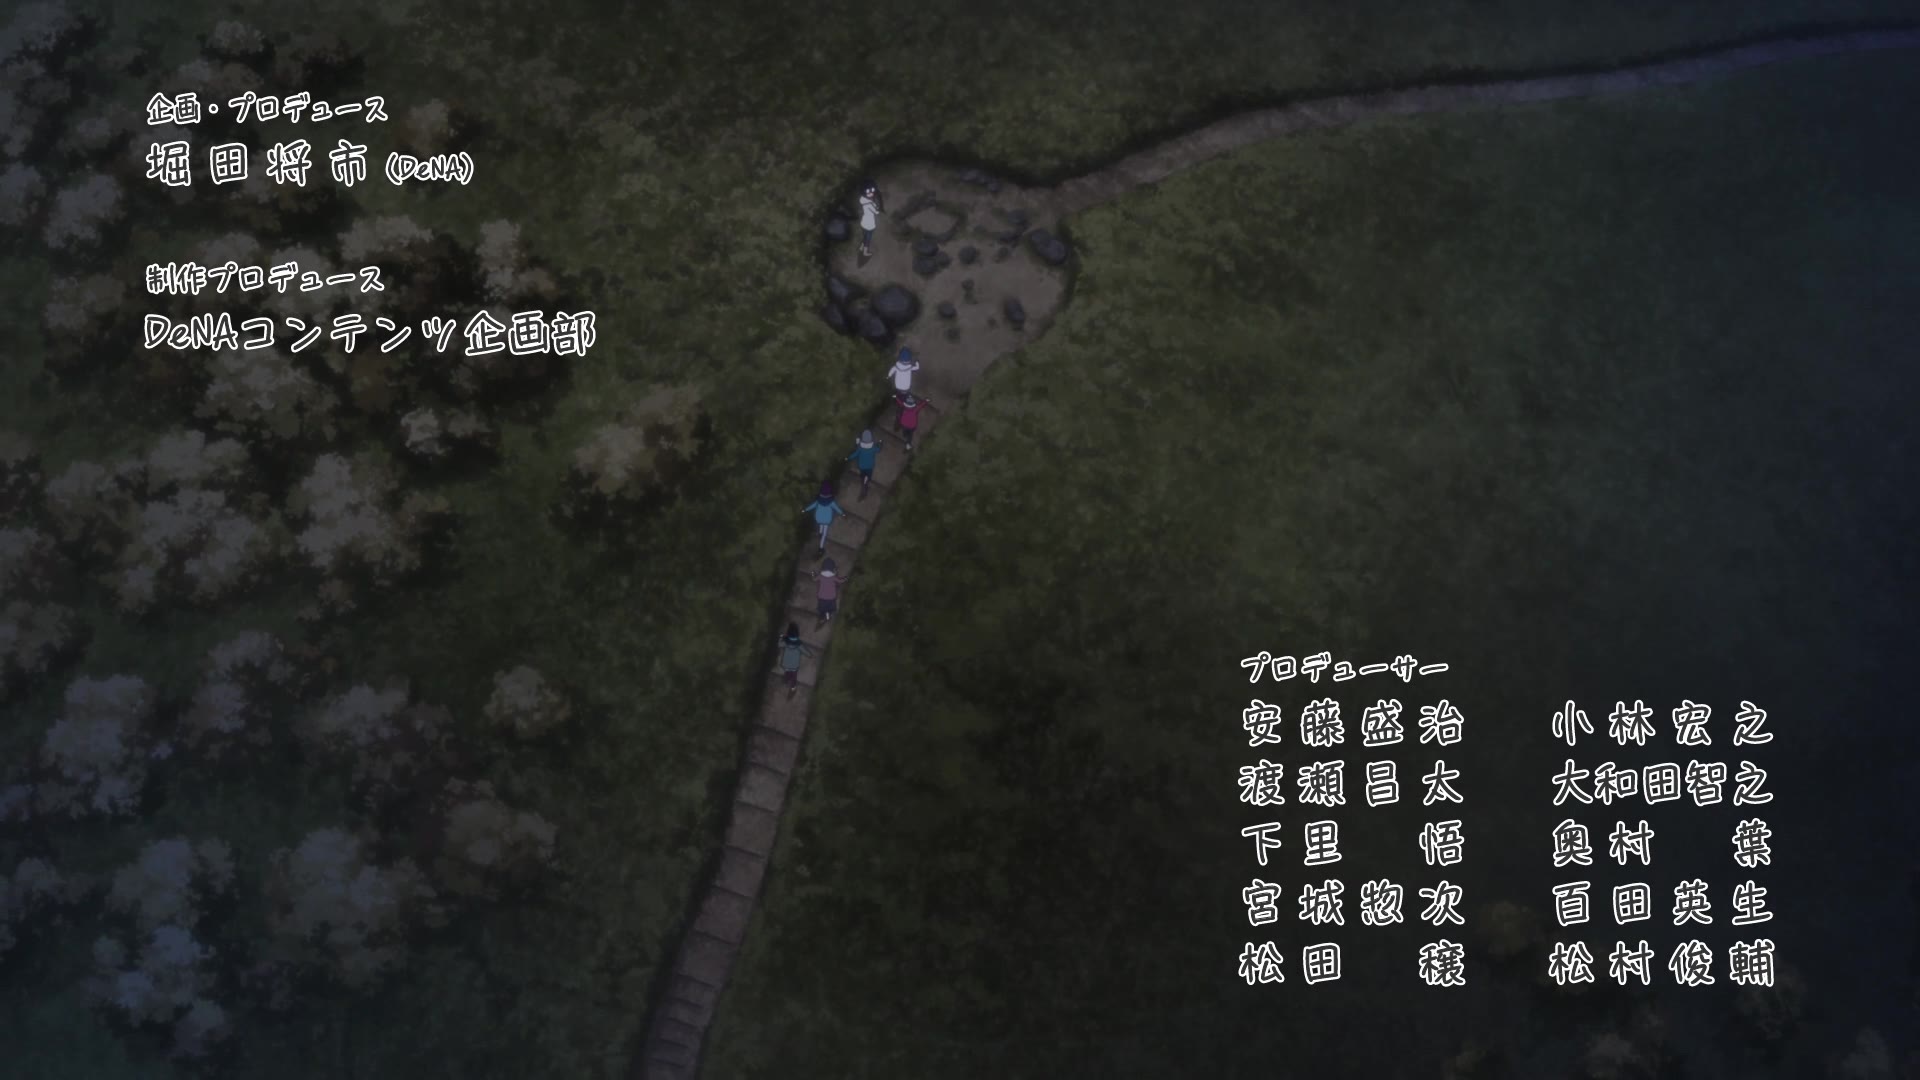 企画・プロデュース
堀田将市(DeNA)
制作プロデュース
DeNAコンテンツ企画部
プロデューサー
安藤盛治 小林宏之
渡瀬昌太 大和田智之
下里悟 奥村葉
宮城惣次 百田英生
松田穣 松村俊輔